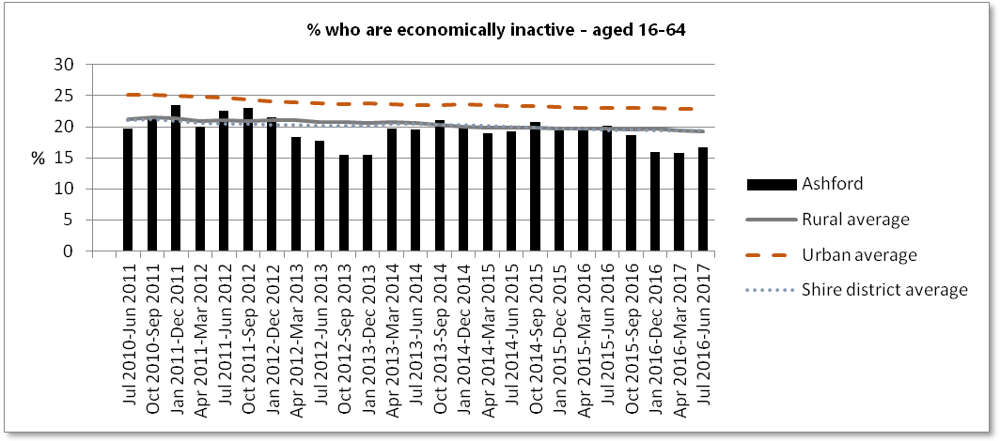 % who are economically inactive - aged 16-64
30
25
20
15
10
5
0
%
Jul 2010-Jun 2011
Oct 2010-Sep 2011
Jan 2011-Dec 2011
Apr 2011-Mar 2012
Jul 2011-Jun 2012
Oct 2011-Sep 2012
Jan 2012-Dec 2012
Apr 2012-Mar 2013
Jul 2012-Jun 2013
Oct 2012-Sep 2013
Jan 2013-Dec 2013
Apr 2013-Mar 2014
Jul 2013-Jun 2014
Oct 2013-Sep 2014
Jan 2014-Dec 2014
Apr 2014-Mar 2015
Jul 2014-Jun 2015
Oct 2014-Sep 2015
Jan 2015-Dec 2015
Apr 2015-Mar 2016
Jul 2015-Jun 2016
Oct 2015-Sep 2016
Jan 2016-Dec 2016
Apr 2016-Mar 2017
Jul 2016-Jun 2017
Ashford
Rural average
Urban average
Shire district average